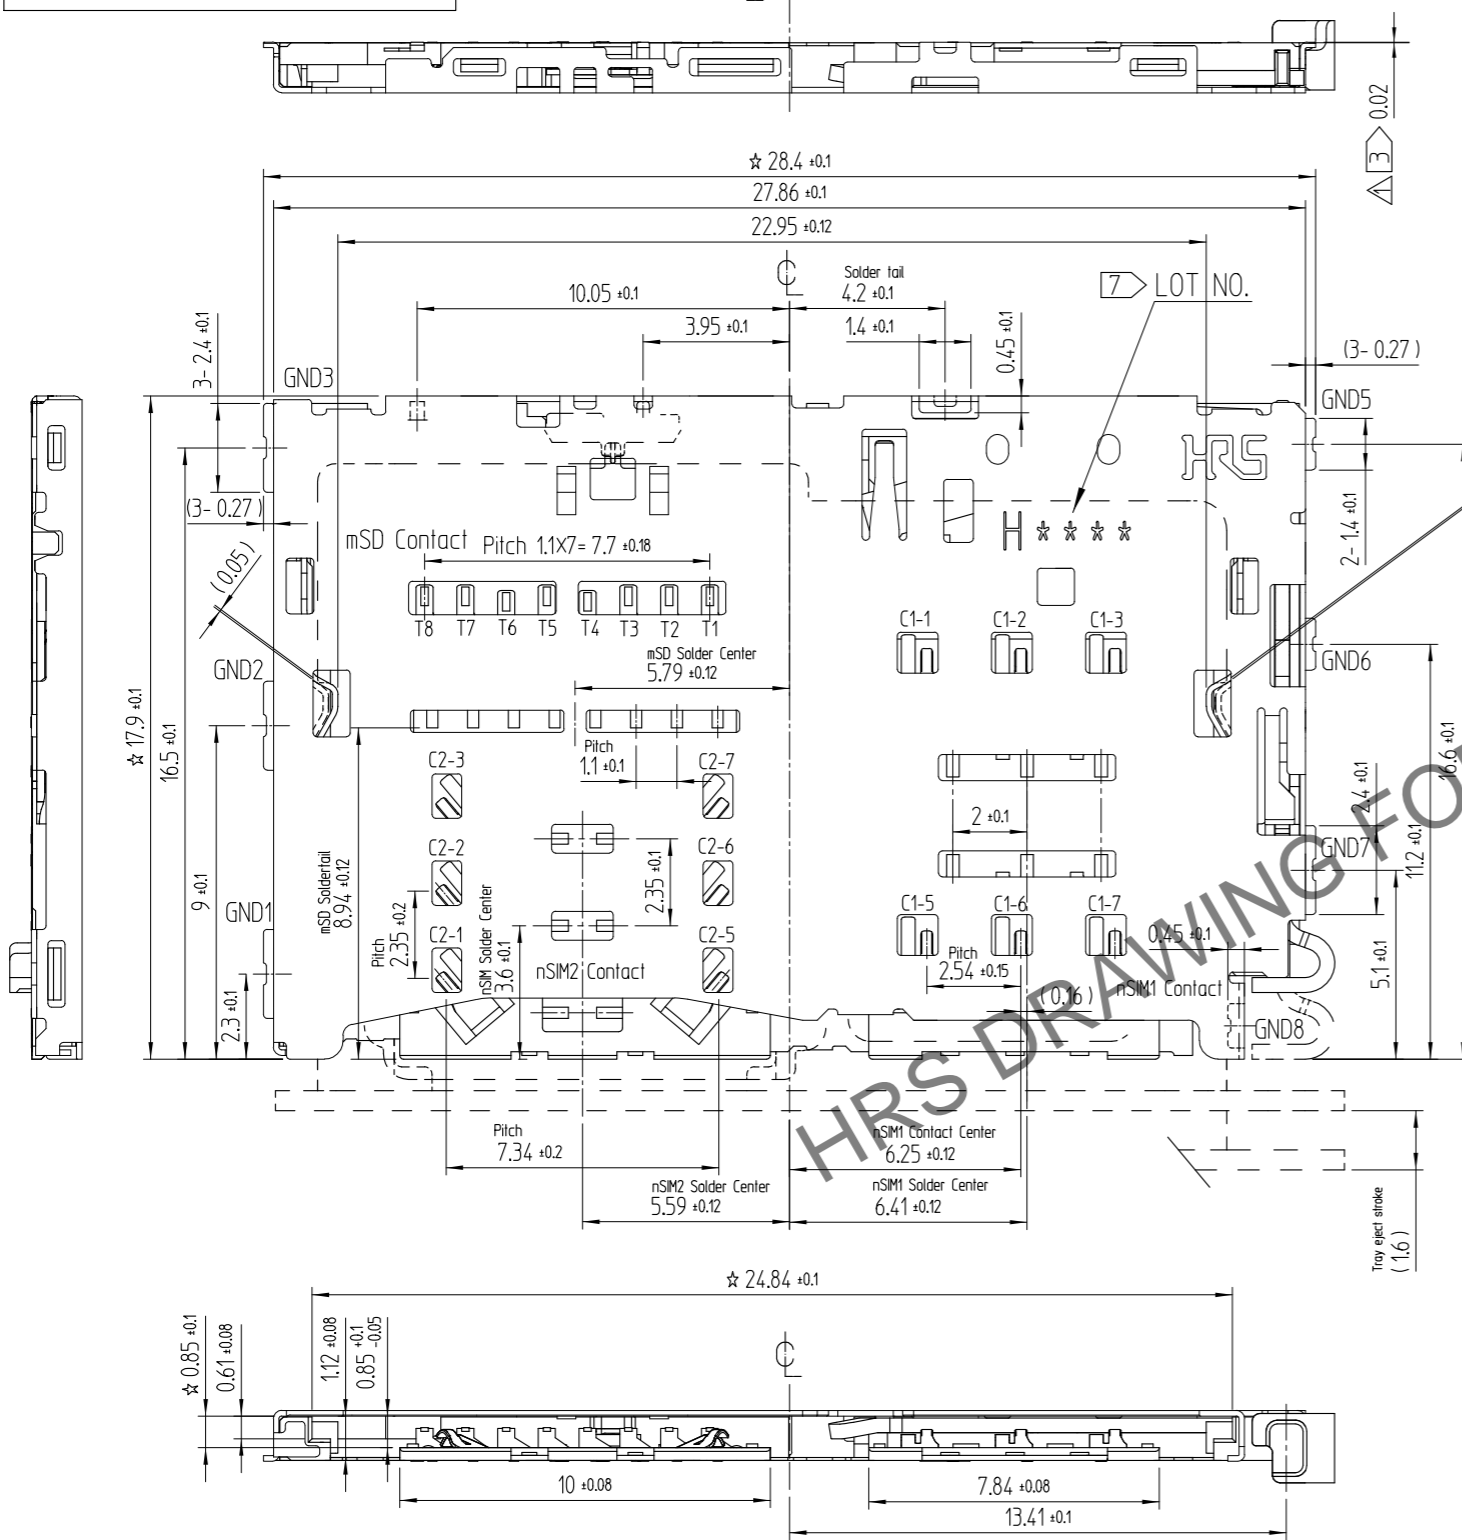 3 0.02
1
☆ 28.4 ±0.1
27.86 ±0.1
22.95 ±0.12
C L
Solder tail
4.2 ±0.1
10.05 ±0.1
3.95 ±0.1
1.4 ±0.1
0.45 ±0.1
7 LOT NO.
(3- 0.27 )
3- 2.4 ±0.1
GND3
GND5
HRS
(3- 0.27 )
2- 1.4 ±0.1
mSD Contact
Pitch 1.1X7= 7.7 ±0.18
H ****
( 0.05 )
T8 T7 T6 T5 T4 T3 T2 T1
C1-1 C1-2 C1-3
mSD Solder Center
5.79 ±0.12
GND2
GND6
☆ 17.9 ±0.1
16.5 ±0.1
9 ±0.1
2.3 ±0.1
Pitch
1.1 ±0.1
C2-3
C2-7
16.6 ±0.1
2.4 ±0.1
2 ±0.1
mSD Soldertail
8.94 ±0.12
C2-2
C2-6
2.35 ±0.1
GND7
11.2 ±0.1
GND1
Pitch
2.35 ±0.2
nSIM Solder Center
3.6 ±0.1
C2-1
C2-5
C1-5 C1-6 C1-7
nSIM2 Contact
Pitch
2.54 ±0.15
0.45 ±0.1
( 0.16 )
nSIM1 Contact
5.1 ±0.1
GND8
HRS DRAWING FO
Pitch
7.34 ±0.2
nSIM1 Contact Center
6.25 ±0.12
nSIM2 Solder Center
5.59 ±0.12
nSIM1 Solder Center
6.41 ±0.12
Tray eject stroke
( 1.6 )
☆ 24.84 ±0.1
C L
☆ 0.85 ±0.1
0.61 ±0.08
1.12 ±0.08
0.85 +0.1 -0.05
10 ±0.08
7.84 ±0.08
13.41 ±0.1